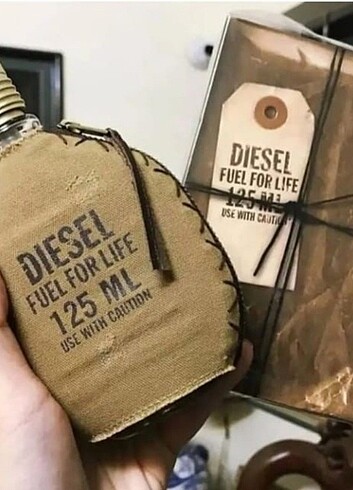 DIESEL
FUEL FOR LIFE
125 ML
USE WITH CAUTION
DIESEL
FUEL FOR LIFE
125 ML
USE WITH CAUTION